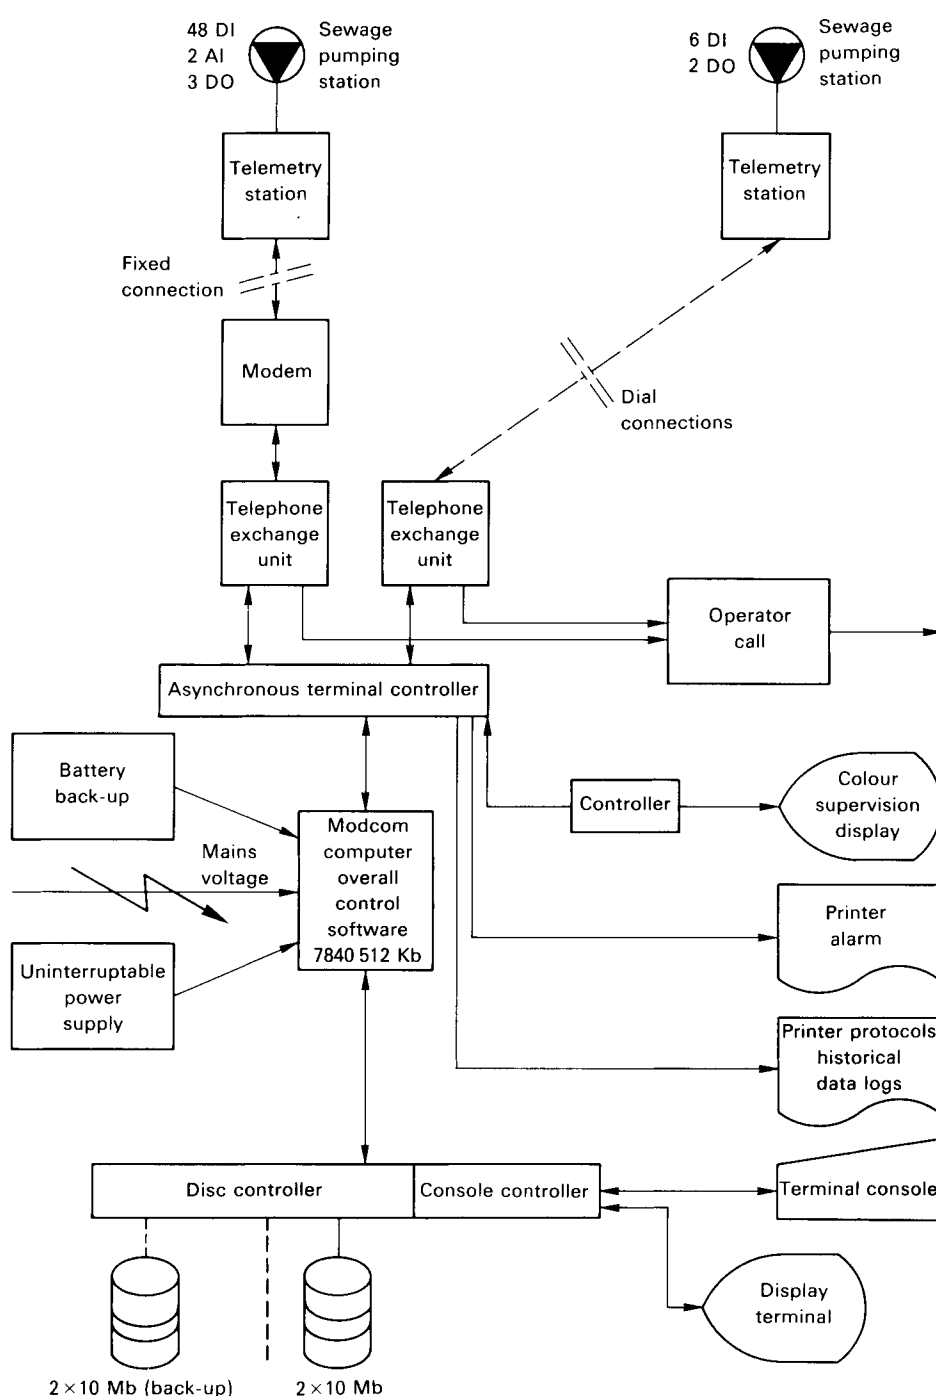 48 DI
2 AI
3 DO
Sewage
pumping
station
6 DI
2 DO
Sewage
pumping
station
Telemetry
station
Telemetry
station
Fixed
connection
Modem
Dial
connections
Telephone
exchange
unit
Telephone
exchange
unit
Operator
call
Asynchronous terminal controller
Battery
back-up
Controller
Colour
supervision
display
Mains
voltage
Modcom
computer
overall
control
software
7840 512 Kb
Printer
alarm
Uninterruptable
power
supply
Printer protocols
historical
data logs
Disc controller
Console controller
Terminal console
Display
terminal
2×10 Mb (back-up)
2×10 Mb